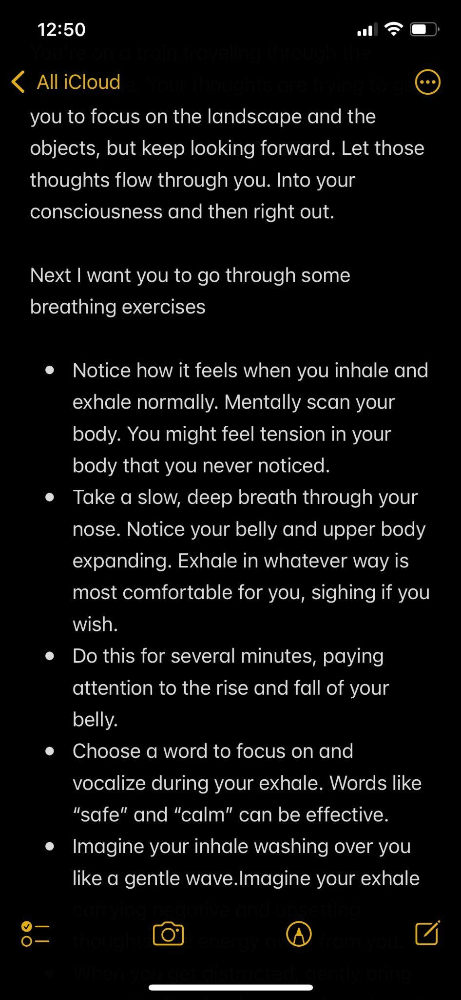 12:50
You're on a train traveling through the
All iCloud
e. Your thoughts are trying to ge
you to focus on the landscape and the
objects, but keep looking forward. Let those
thoughts flow through you. Into your
consciousness and then right out.
Next I want you to go through some
breathing exercises
• Notice how it feels when you inhale and
exhale normally. Mentally scan your
body. You might feel tension in your
body that you never noticed.
• Take a slow, deep breath through your
nose. Notice your belly and upper body
expanding. Exhale in whatever way is
most comfortable for you, sighing if you
wish.
• Do this for several minutes, paying
attention to the rise and fall of your
belly.
• Choose a word to focus on and
vocalize during your exhale. Words like
“safe” and “calm” can be effective.
• Imagine your inhale washing over you
like a gentle wave.Imagine your exhale
carrying negative and upsetting
thoughts energy from you.
• When you get distracted, gently bring